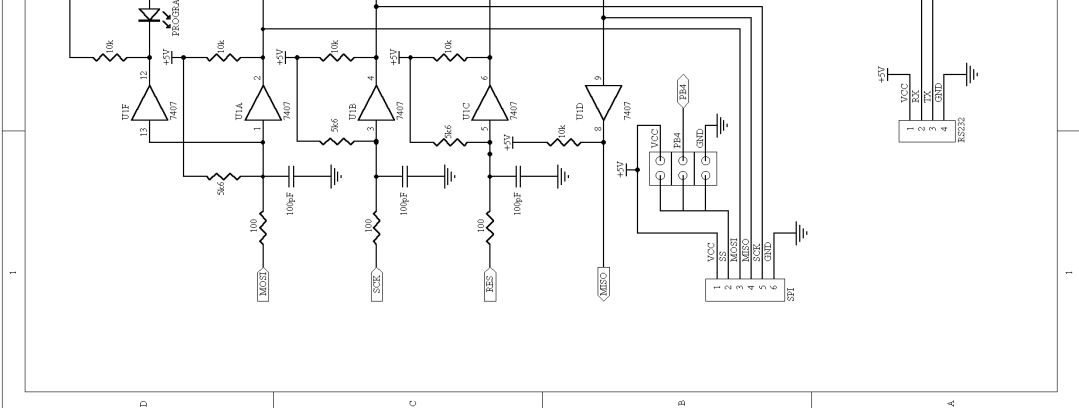 PROGRA
10k
+5V
10k
+5V
10k
+5V
10k
12
2
4
6
9
U1F
7407
U1A
7407
U1B
7407
U1C
7407
U1D
7407
13
1
3
5
8
5k6
5k6
+5V
10k
5k6
100pF
100pF
100pF
100
100
100
MOSI
SCK
RES
MISO
PB4
VCC
PB4
GND
+5V
VCC
SS
MOSI
MISO
SCK
GND
1
2
3
4
5
6
SPI
+5V
VCC
RX
TX
GND
1
2
3
4
RS232
1
1
D
C
B
A